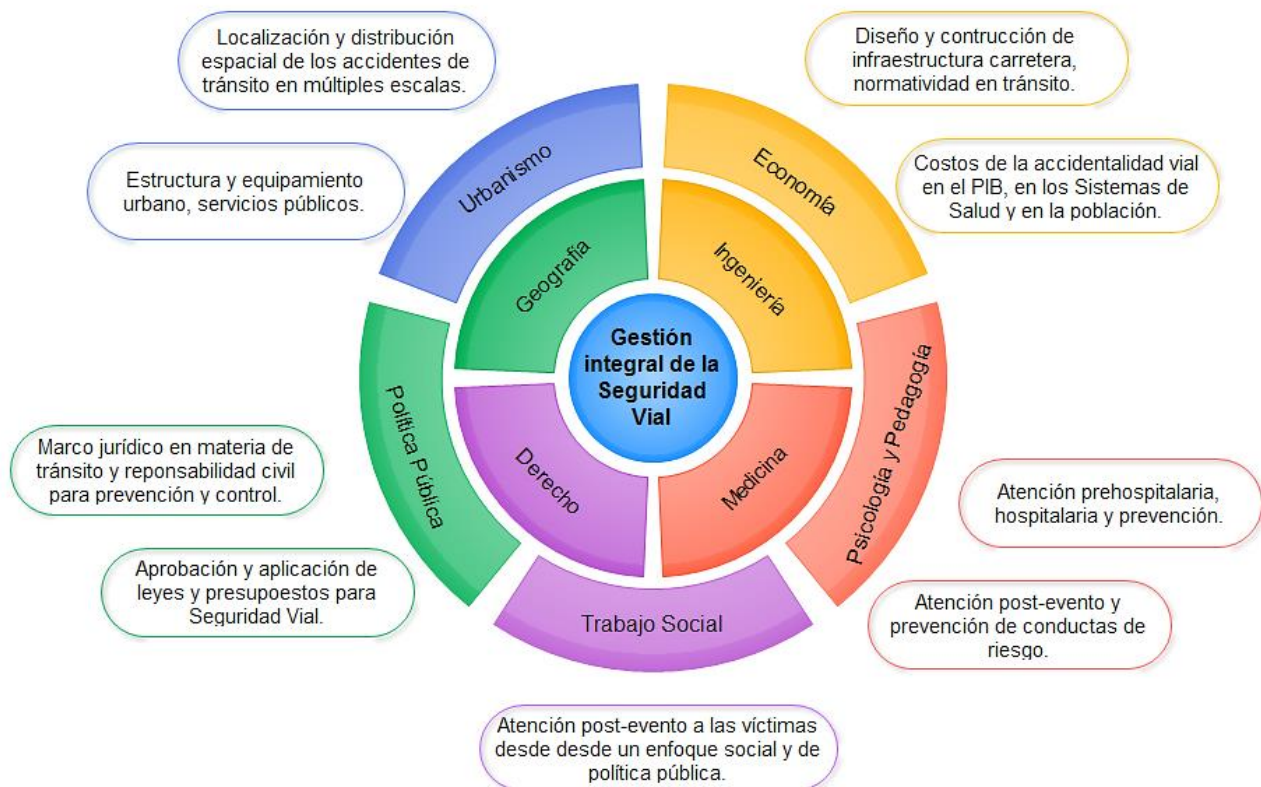 Localización y distribución
espacial de los accidentes de
tránsito en múltiples escalas.
Diseño y contrucción de
infraestructura carretera,
normatividad en tránsito.
Estructura y equipamiento
urbano, servicios públicos.
Costos de la accidentalidad vial
en el PIB, en los Sistemas de
Salud y en la población.
Urbanismo
Economía
Geografía
Ingeniería
Gestión
integral de la
Seguridad
Vial
Política Pública
Psicología y Pedagogía
Derecho
Medicina
Trabajo Social
Marco jurídico en materia de
tránsito y reponsabilidad civil
para prevención y control.
Atención prehospitalaria,
hospitalaria y prevención.
Aprobación y aplicación de
leyes y presupoestos para
Seguridad Vial.
Atención post-evento y
prevención de conductas de
riesgo.
Atención post-evento a las víctimas
desde desde un enfoque social y de
política pública.